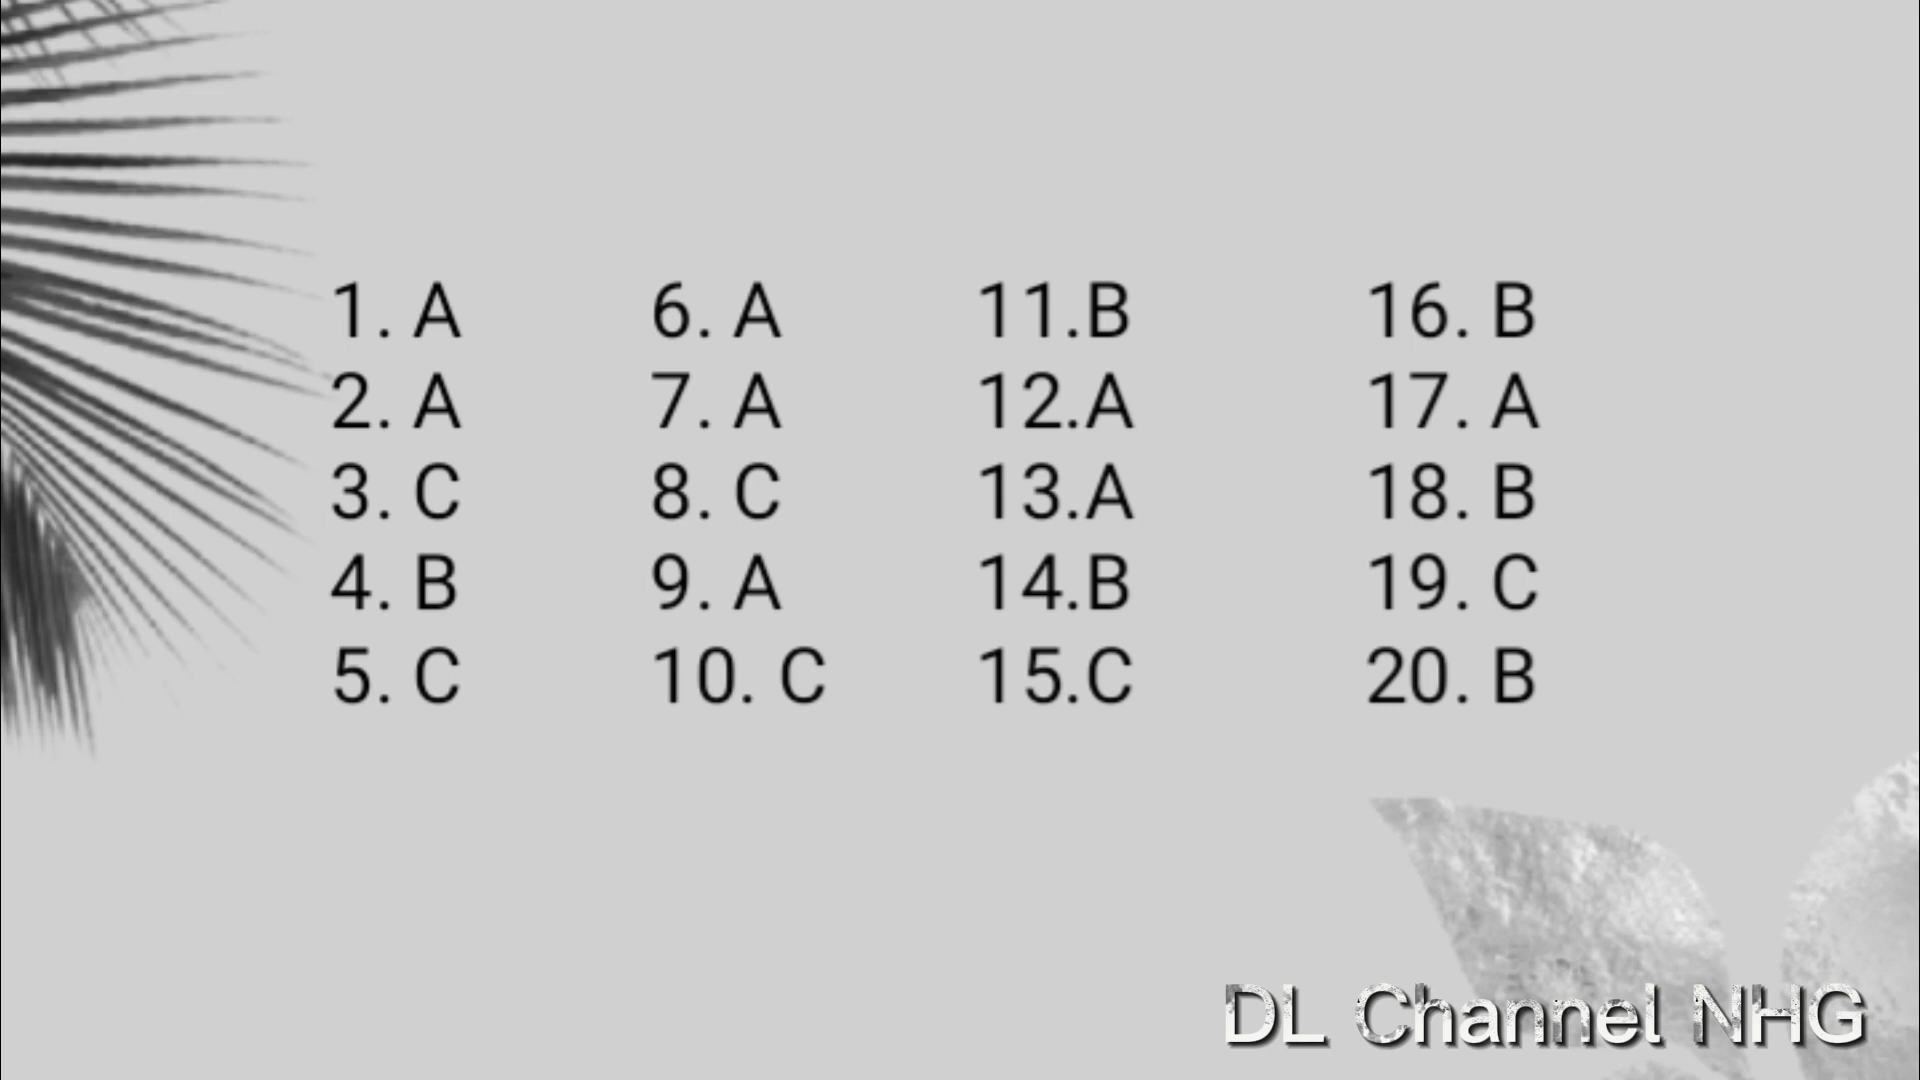 1. A
2. A
3. C
4. B
5. C
6. A
7. A
8. C
9. A
10. C
11.B
12.A
13.A
14.B
15.C
16. B
17. A
18. B
19. C
20. B
DL Channel NHG